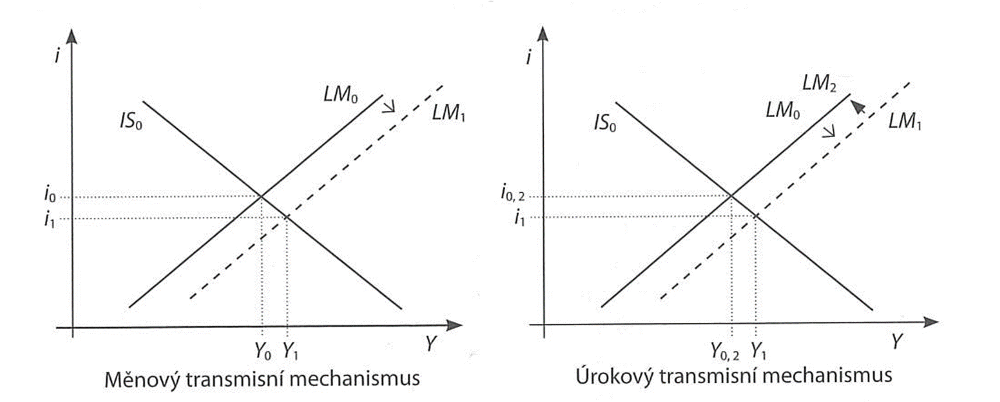 i
IS₀
LM₀
LM₁
i₀
i₁
Y₀ Y₁
Y
Měnový transmisní mechanismus
i
IS₀
LM₂
LM₀
LM₁
i₀, ₂
i₁
Y₀, ₂ Y₁
Y
Úrokový transmisní mechanismus